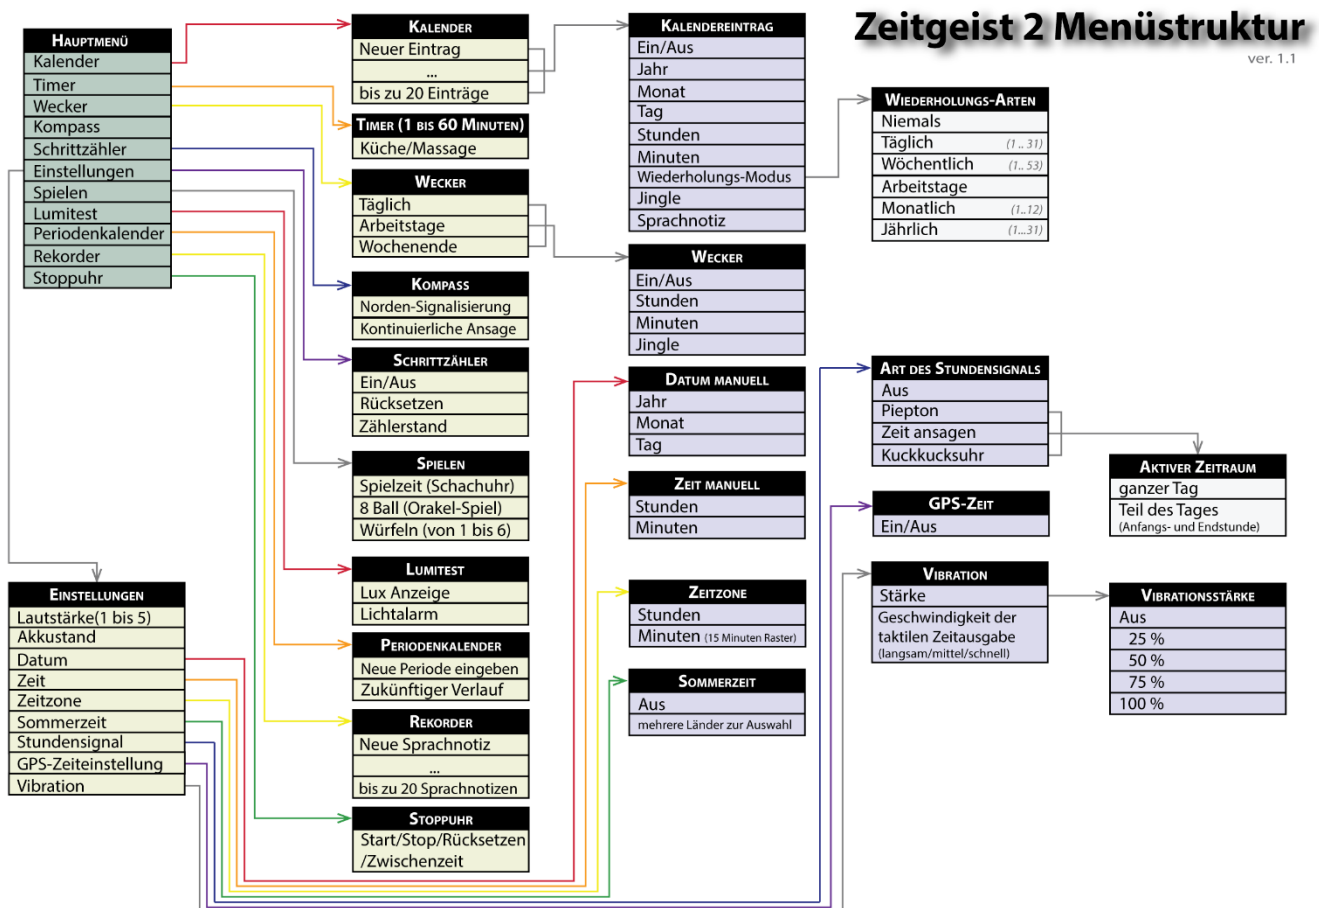 Zeitgeist 2 Menüstruktur
ver. 1.1
Hauptmenü
Kalender
Timer
Wecker
Kompass
Schrittzähler
Einstellungen
Spielen
Lumitest
Periodenkalender
Rekorder
Stoppuhr
Einstellungen
Lautstärke(1 bis 5)
Akkustand
Datum
Zeit
Zeitzone
Sommerzeit
Stundensignal
GPS-Zeiteinstellung
Vibration
Kalender
Neuer Eintrag
...
bis zu 20 Einträge
Timer (1 bis 60 Minuten)
Küche/Massage
Wecker
Täglich
Arbeitstage
Wochenende
Kompass
Norden-Signalisierung
Kontinuierliche Ansage
Schrittzähler
Ein/Aus
Rücksetzen
Zählerstand
Spielen
Spielzeit (Schachuhr)
8 Ball (Orakel-Spiel)
Würfeln (von 1 bis 6)
Lumitest
Lux Anzeige
Lichtalarm
Periodenkalender
Neue Periode eingeben
Zukünftiger Verlauf
Rekorder
Neue Sprachnotiz
...
bis zu 20 Sprachnotizen
Stoppuhr
Start/Stop/Rücksetzen
/Zwischenzeit
Kalendereintrag
Ein/Aus
Jahr
Monat
Tag
Stunden
Minuten
Wiederholungs-Modus
Jingle
Sprachnotiz
Wecker
Ein/Aus
Stunden
Minuten
Jingle
Datum manuell
Jahr
Monat
Tag
Zeit manuell
Stunden
Minuten
Zeitzone
Stunden
Minuten (15 Minuten Raster)
Sommerzeit
Aus
mehrere Länder zur Auswahl
Wiederholungs-Arten
Niemals
Täglich (1 .. 31)
Wöchentlich (1 .. 53)
Arbeitstage
Monatlich (1..12)
Jährlich (1...31)
Art des Stundensignals
Aus
Piepton
Zeit ansagen
Kuckkucksuhr
GPS-Zeit
Ein/Aus
Vibration
Stärke
Geschwindigkeit der
taktilen Zeitausgabe
(langsam/mittel/schnell)
Aktiver Zeitraum
ganzer Tag
Teil des Tages
(Anfangs- und Endstunde)
Vibrationsstärke
Aus
25 %
50 %
75 %
100 %